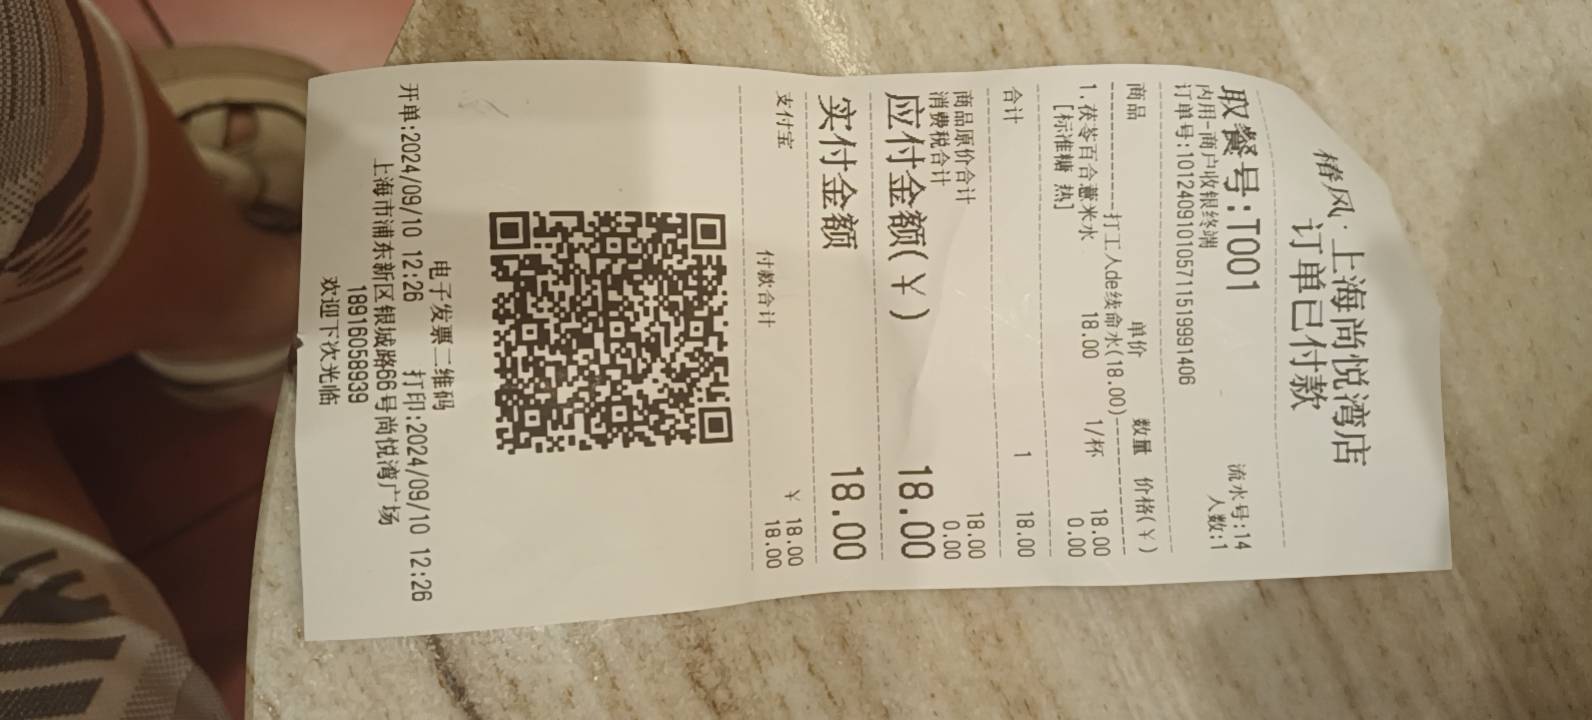 椿风·上海尚悦湾店
订单已付款
取餐号:T001 流水号:14
内用-商户收银终端 人数:1
订单号:101240910105711519991406
商品 单价 数量 价格(¥)
打工人de续命水(18.00)
1.茯苓百合薏米水 18.00 1/杯 18.00
[标准糖 热] 0.00
合计 1 18.00
商品原价合计 18.00
消费税合计 0.00
应付金额(¥) 18.00
实付金额 18.00
支付宝 ¥ 18.00
付款合计 18.00
电子发票二维码
开单:2024/09/10 12:26 打印:2024/09/10 12:26
上海市浦东新区银城路66号尚悦湾广场
18916058939
欢迎下次光临